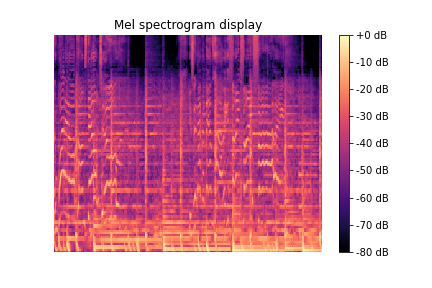 Mel spectrogram display
+0 dB
-10 dB
-20 dB
-30 dB
-40 dB
-50 dB
-60 dB
-70 dB
-80 dB